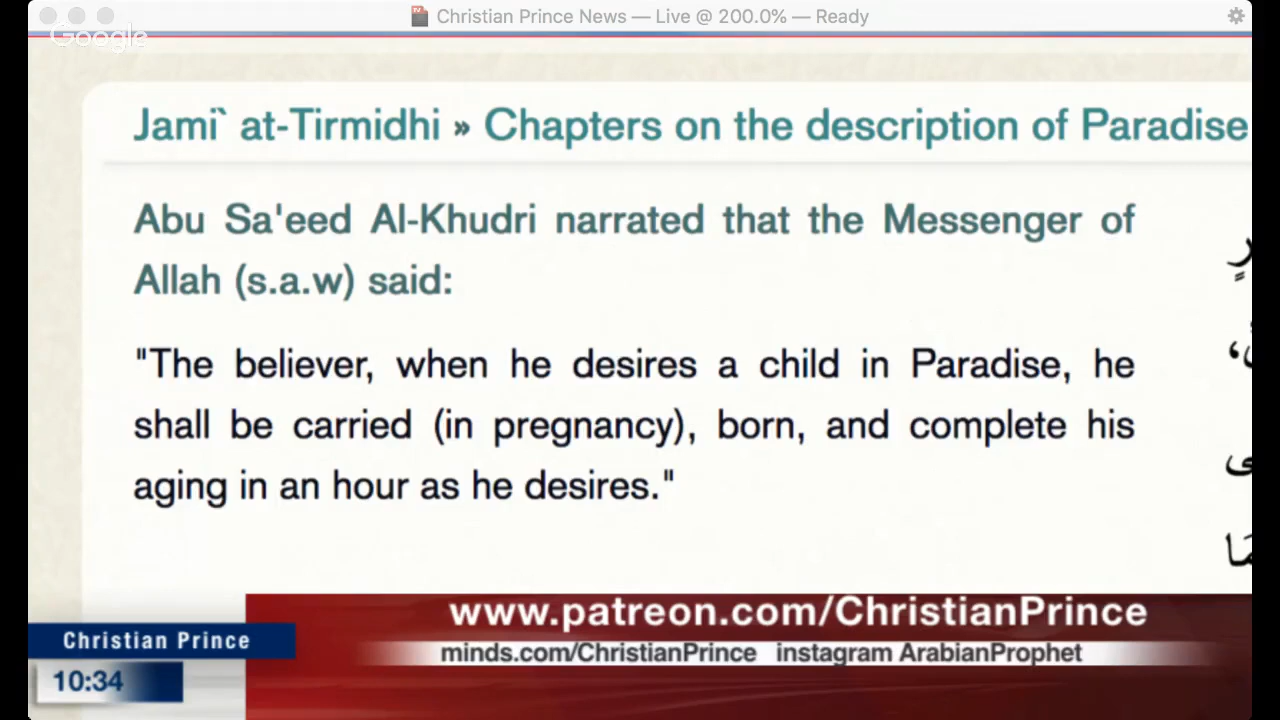 Christian Prince News — Live @ 200.0% — Ready
Google
Jami` at-Tirmidhi » Chapters on the description of Paradise
Abu Sa'eed Al-Khudri narrated that the Messenger of
Allah (s.a.w) said:
"The believer, when he desires a child in Paradise, he
shall be carried (in pregnancy), born, and complete his
aging in an hour as he desires."
www.patreon.com/ChristianPrince
Christian Prince
minds.com/ChristianPrince instagram ArabianProphet
10:34